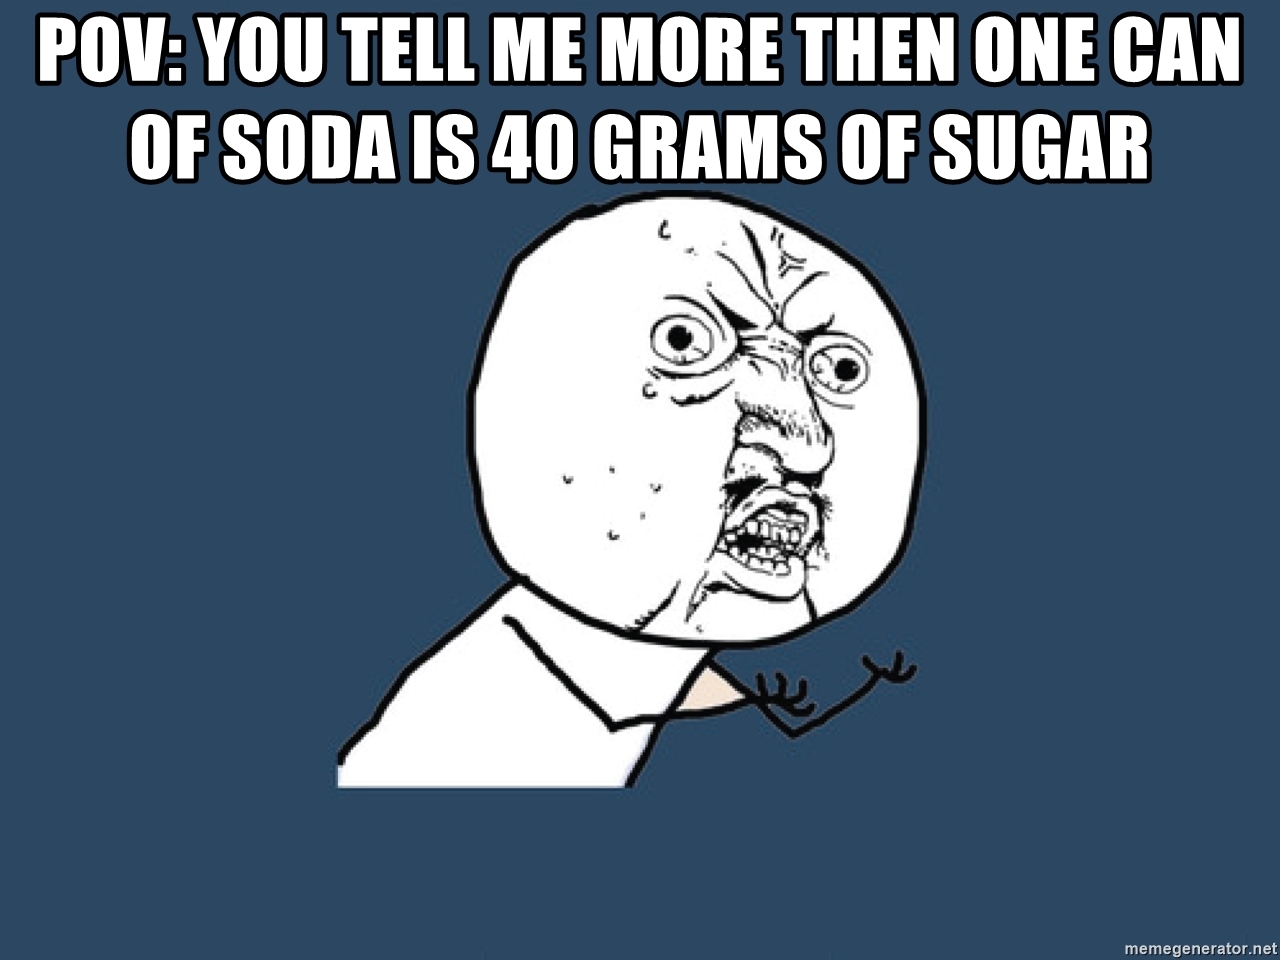 POV: YOU TELL ME MORE THEN ONE CAN
OF SODA IS 40 GRAMS OF SUGAR
memegenerator.net